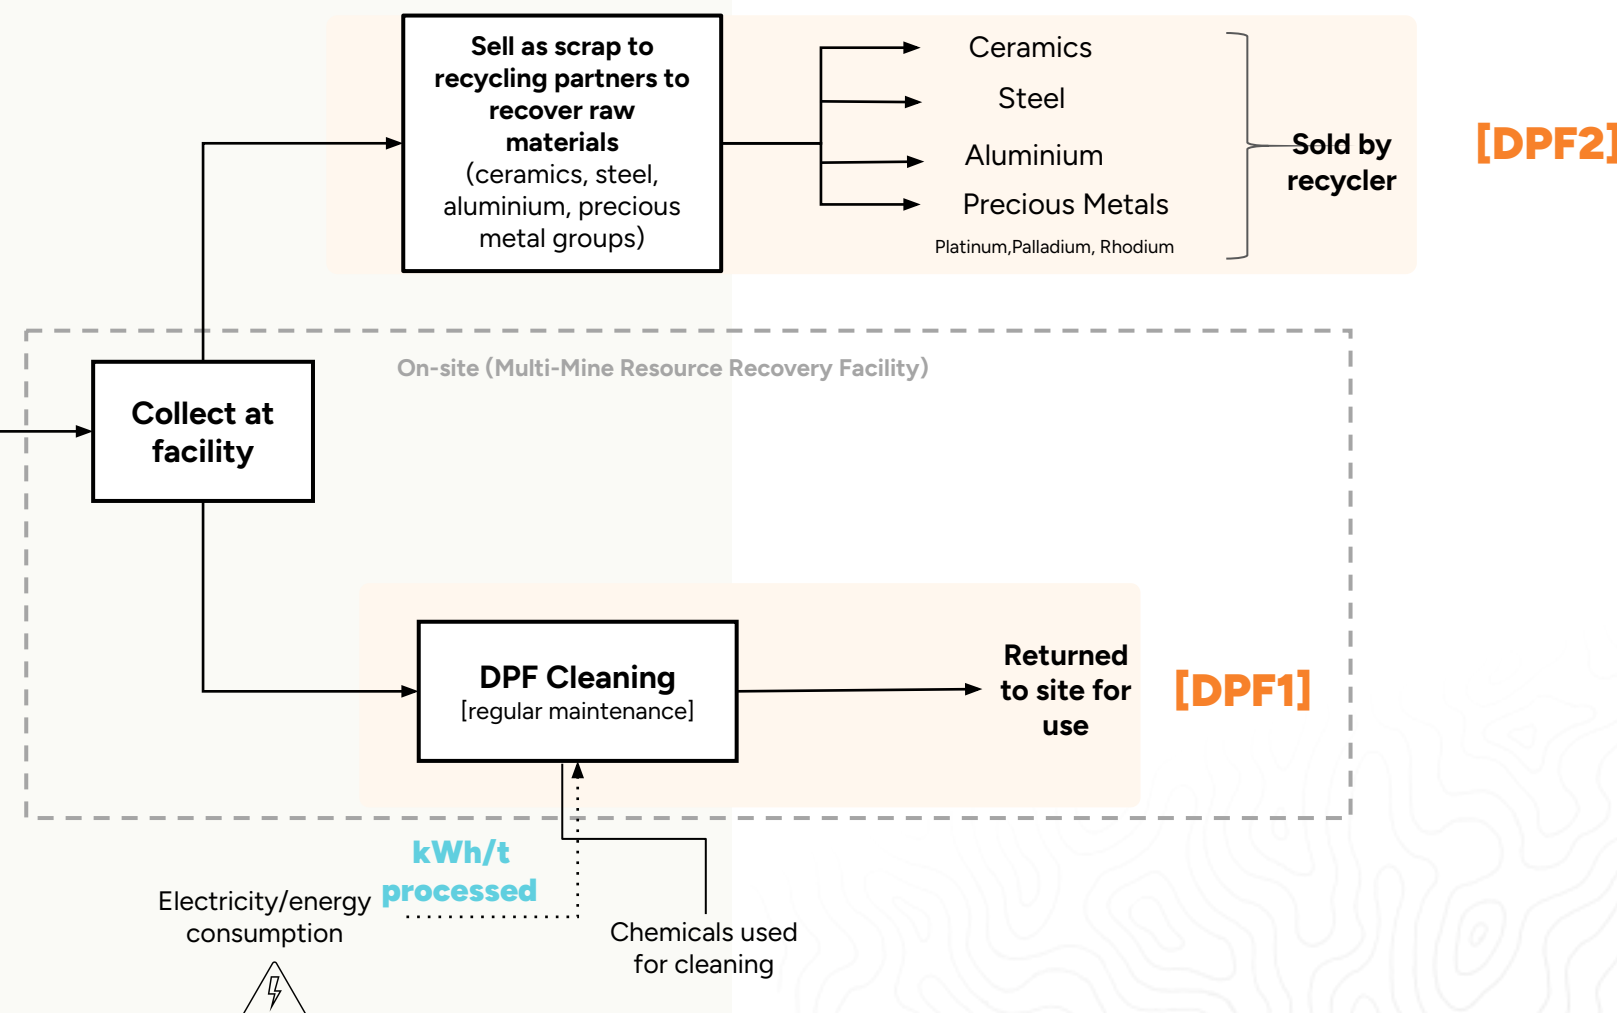 Sell as scrap to
recycling partners to
recover raw
materials
(ceramics, steel,
aluminium, precious
metal groups)
Ceramics
Steel
Aluminium
Precious Metals
Platinum,Palladium, Rhodium
Sold by
recycler
[DPF2]
On-site (Multi-Mine Resource Recovery Facility)
Collect at
facility
DPF Cleaning
[regular maintenance]
Returned
to site for
use
[DPF1]
kWh/t
processed
Electricity/energy
consumption
Chemicals used
for cleaning